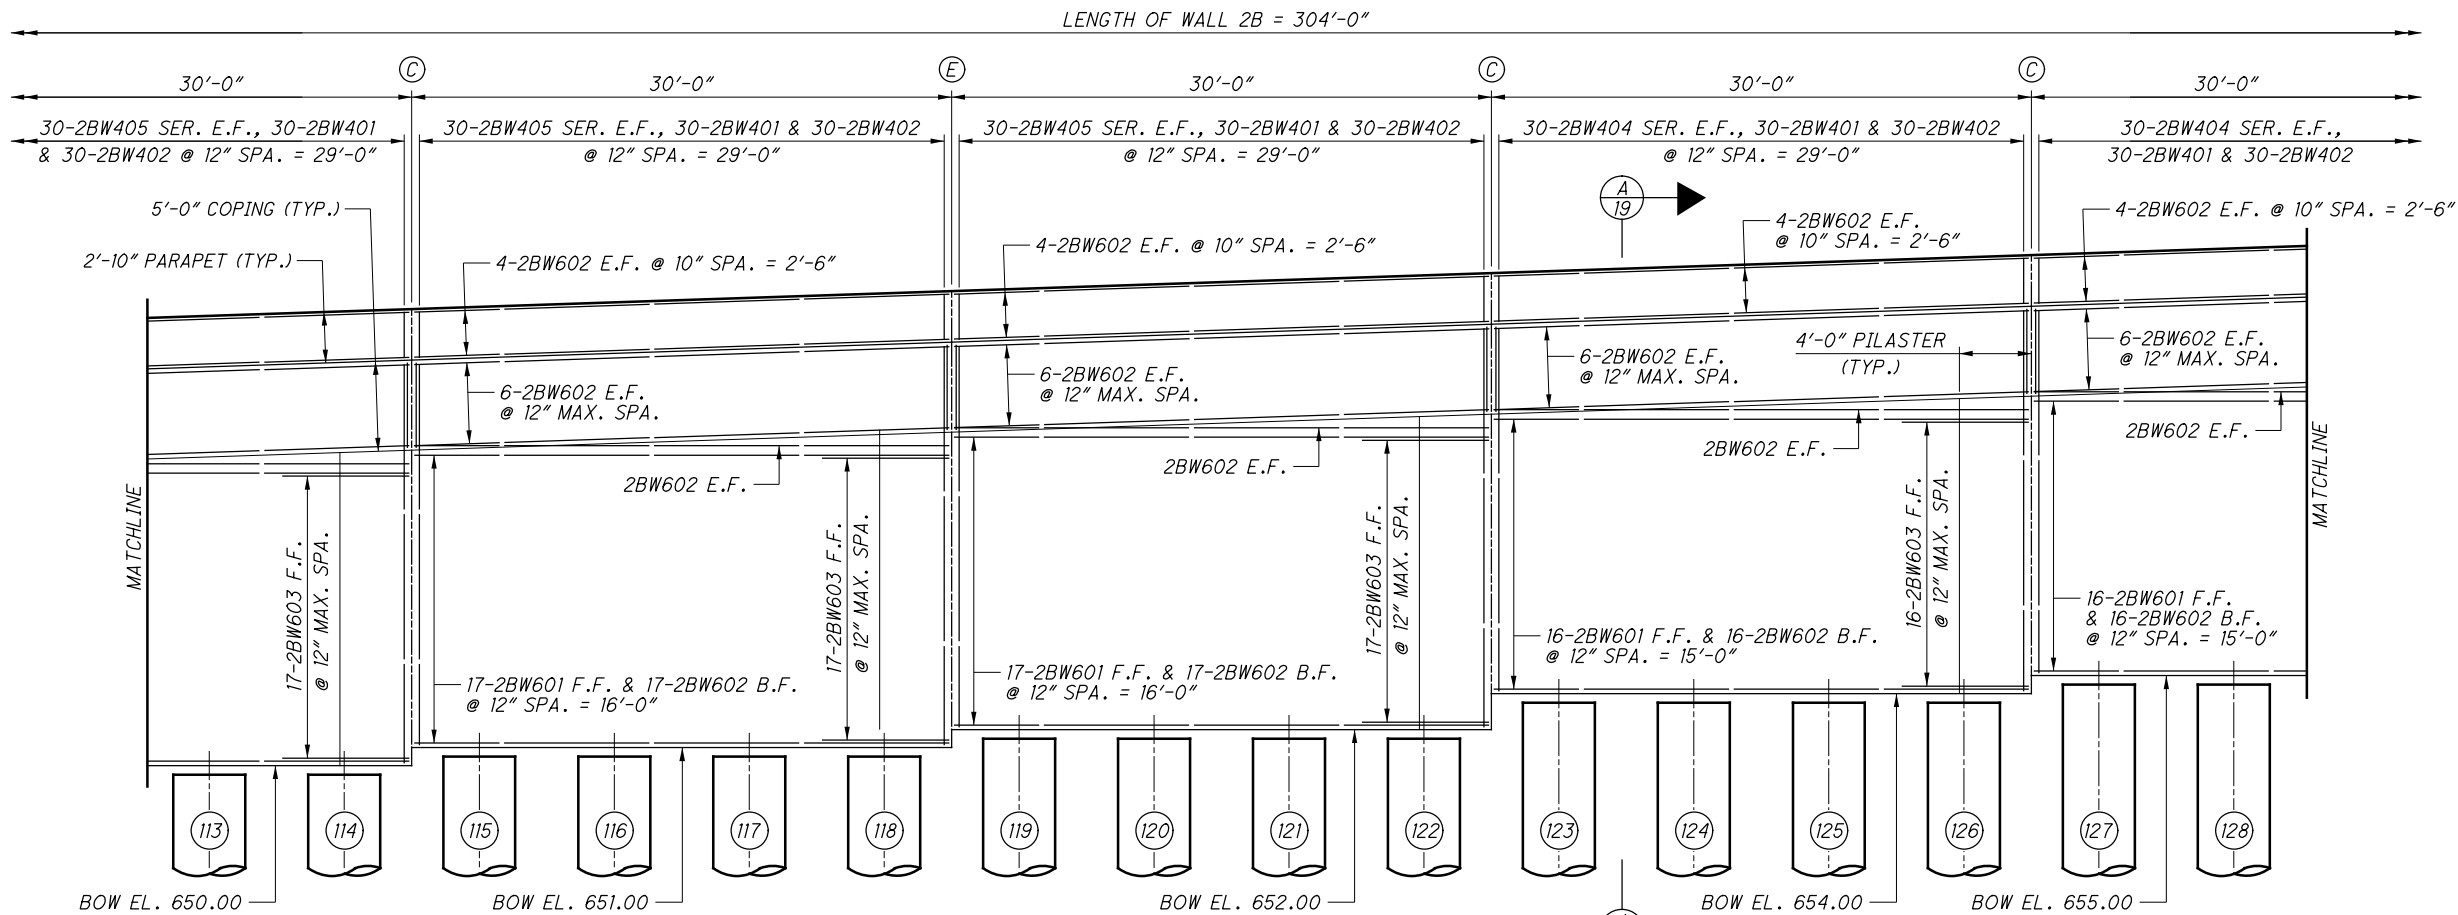 LENGTH OF WALL 2B = 304'-0"
C
E
C
C
30'-0"
30'-0"
30'-0"
30'-0"
30'-0"
30-2BW405 SER. E.F., 30-2BW401
& 30-2BW402 @ 12" SPA. = 29'-0"
30-2BW405 SER. E.F., 30-2BW401 & 30-2BW402
@ 12" SPA. = 29'-0"
30-2BW405 SER. E.F., 30-2BW401 & 30-2BW402
@ 12" SPA. = 29'-0"
30-2BW404 SER. E.F., 30-2BW401 & 30-2BW402
@ 12" SPA. = 29'-0"
30-2BW404 SER. E.F.,
30-2BW401 & 30-2BW402
A
19
5'-0" COPING (TYP.)
2'-10" PARAPET (TYP.)
4-2BW602 E.F. @ 10" SPA. = 2'-6"
4-2BW602 E.F. @ 10" SPA. = 2'-6"
4-2BW602 E.F.
@ 10" SPA. = 2'-6"
4-2BW602 E.F. @ 10" SPA. = 2'-6"
6-2BW602 E.F.
@ 12" MAX. SPA.
6-2BW602 E.F.
@ 12" MAX. SPA.
6-2BW602 E.F.
@ 12" MAX. SPA.
4'-0" PILASTER
(TYP.)
6-2BW602 E.F.
@ 12" MAX. SPA.
2BW602 E.F.
2BW602 E.F.
2BW602 E.F.
2BW602 E.F.
MATCHLINE
17-2BW603 F.F.
@ 12" MAX. SPA.
17-2BW603 F.F.
@ 12" MAX. SPA.
17-2BW603 F.F.
@ 12" MAX. SPA.
16-2BW603 F.F.
@ 12" MAX. SPA.
MATCHLINE
17-2BW601 F.F. & 17-2BW602 B.F.
@ 12" SPA. = 16'-0"
17-2BW601 F.F. & 17-2BW602 B.F.
@ 12" SPA. = 16'-0"
16-2BW601 F.F. & 16-2BW602 B.F.
@ 12" SPA. = 15'-0"
16-2BW601 F.F.
& 16-2BW602 B.F.
@ 12" SPA. = 15'-0"
113
114
115
116
117
118
119
120
121
122
123
124
125
126
127
128
BOW EL. 650.00
BOW EL. 651.00
BOW EL. 652.00
BOW EL. 654.00
BOW EL. 655.00